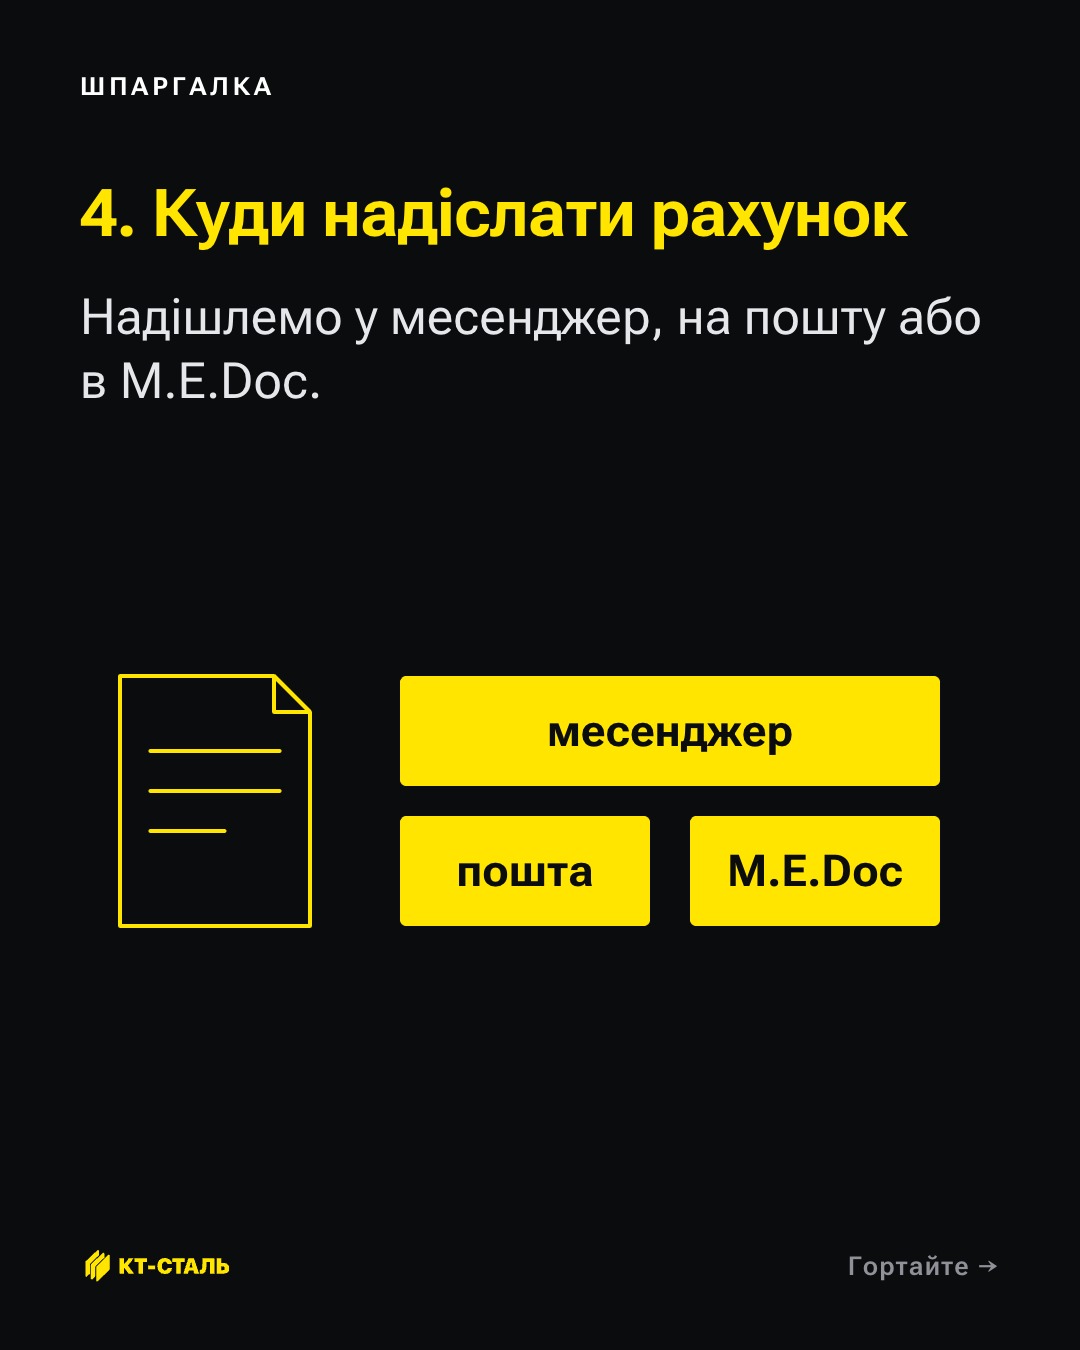 ШПАРГАЛКА
4. Куди надіслати рахунок
Надішлемо у месенджер, на пошту або
в M.E.Doc.
месенджер
пошта
M.E.Doc
КТ-СТАЛЬ
Гортайте →